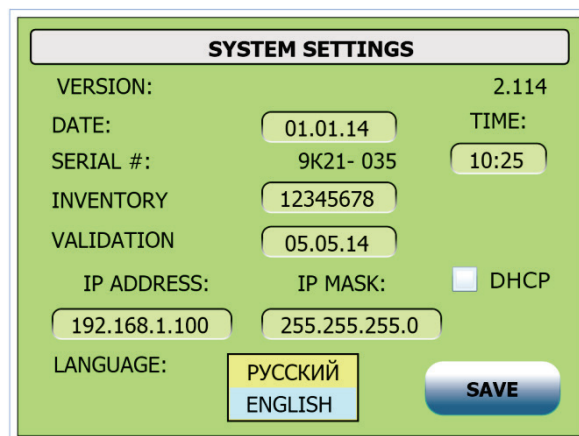 SYSTEM SETTINGS
VERSION: 2.114
DATE: 01.01.14 TIME:
SERIAL #: 9K21- 035 10:25
INVENTORY 12345678
VALIDATION 05.05.14
IP ADDRESS: IP MASK: DHCP
192.168.1.100 255.255.255.0
LANGUAGE: РУССКИЙ
ENGLISH SAVE